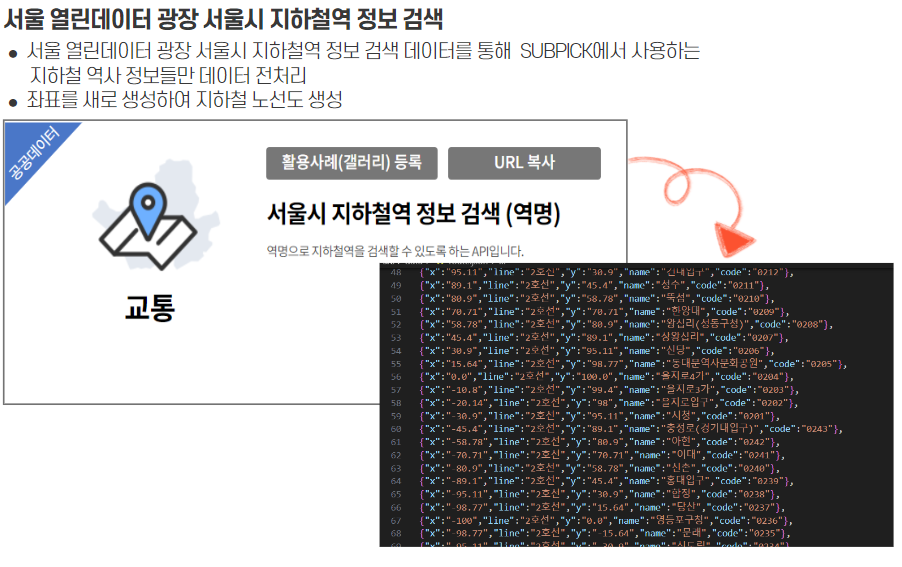 서울 열린데이터 광장 서울시 지하철역 정보 검색
● 서울 열린데이터 광장 서울시 지하철역 정보 검색 데이터를 통해 SUBPICK에서 사용하는
지하철 역사 정보들만 데이터 전처리
● 좌표를 새로 생성하여 지하철 노선도 생성
공공데이터
활용사례(갤러리) 등록 URL 복사
서울시 지하철역 정보 검색 (역명)
역명으로 지하철역을 검색할 수 있도록 하는 API입니다.
교통
48 {"x":"95.11","line":"2호선","y":"30.9","name":"건대입구","code":"0212"},
49 {"x":"89.1","line":"2호선","y":"45.4","name":"성수","code":"0211"},
50 {"x":"80.9","line":"2호선","y":"58.78","name":"뚝섬","code":"0210"},
51 {"x":"70.71","line":"2호선","y":"70.71","name":"한양대","code":"0209"},
52 {"x":"58.78","line":"2호선","y":"80.9","name":"왕십리(성동구청)","code":"0208"},
53 {"x":"45.4","line":"2호선","y":"89.1","name":"상왕십리","code":"0207"},
54 {"x":"30.9","line":"2호선","y":"95.11","name":"신당","code":"0206"},
55 {"x":"15.64","line":"2호선","y":"98.77","name":"동대문역사문화공원","code":"0205"},
56 {"x":"0.0","line":"2호선","y":"100.0","name":"을지로4가","code":"0204"},
57 {"x":"-10.8","line":"2호선","y":"99.4","name":"을지로3가","code":"0203"},
58 {"x":"-20.14","line":"2호선","y":"98","name":"을지로입구","code":"0202"},
59 {"x":"-30.9","line":"2호선","y":"95.11","name":"시청","code":"0201"},
60 {"x":"-45.4","line":"2호선","y":"89.1","name":"충정로(경기대입구)","code":"0243"},
61 {"x":"-58.78","line":"2호선","y":"80.9","name":"아현","code":"0242"},
62 {"x":"-70.71","line":"2호선","y":"70.71","name":"이대","code":"0241"},
63 {"x":"-80.9","line":"2호선","y":"58.78","name":"신촌","code":"0240"},
64 {"x":"-89.1","line":"2호선","y":"45.4","name":"홍대입구","code":"0239"},
65 {"x":"-95.11","line":"2호선","y":"30.9","name":"합정","code":"0238"},
66 {"x":"-98.77","line":"2호선","y":"15.64","name":"당산","code":"0237"},
67 {"x":"-100","line":"2호선","y":"0.0","name":"영등포구청","code":"0236"},
68 {"x":"-98.77","line":"2호선","y":"-15.64","name":"문래","code":"0235"},
69 {"x":"-95.11","line":"2호선","y":"-30.9","name":"신도림","code":"0234"},